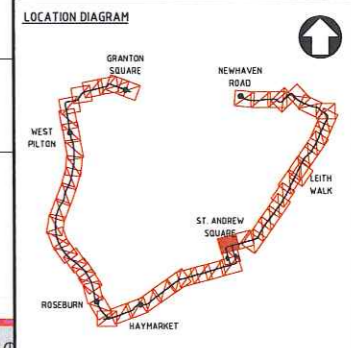 LOCATION DIAGRAM
GRANTON
SQUARE
NEWHAVEN
ROAD
WEST
PILTON
LEITH
WALK
ST. ANDREW
SQUARE
ROSEBURN
HAYMARKET